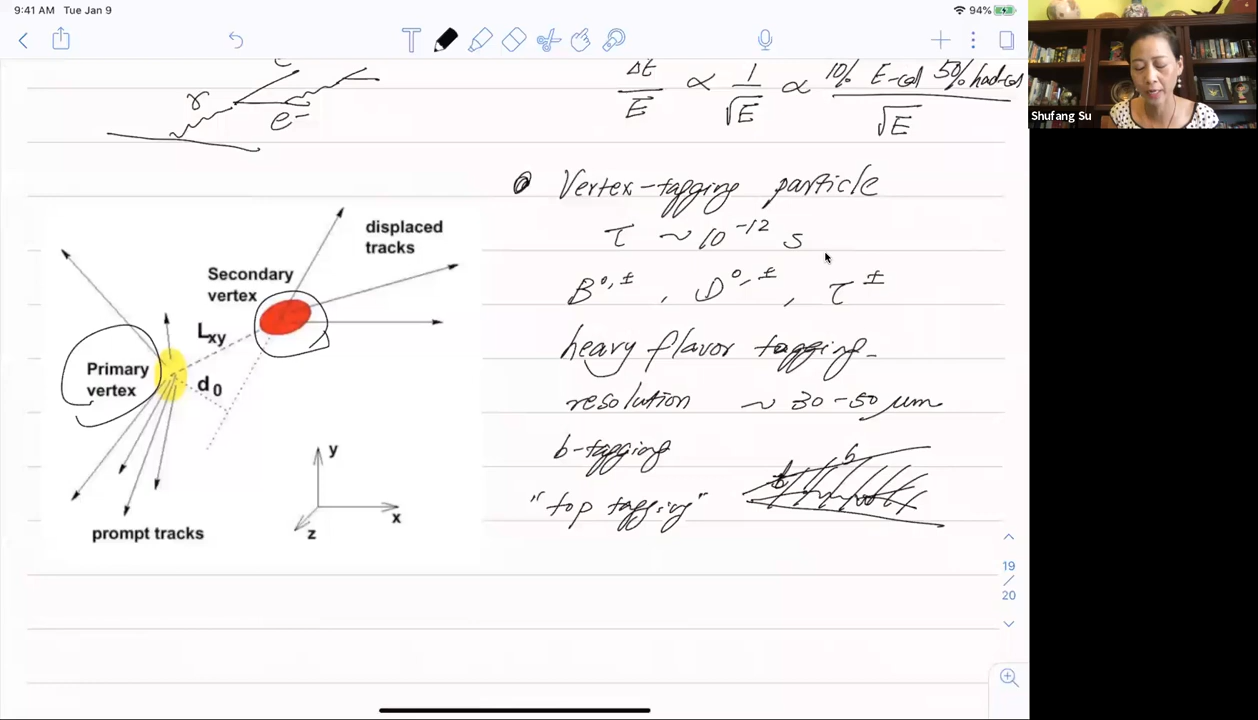 9:41 AM Tue Jan 9
94%
Shufang Su
γ
e-
ΔE/E ∝ 1/√E ∝ 10% E-cal 50% had-cal/√E
Vertex-tagging particle
τ ~ 10^-12 s
B^0,±, D^0,±, τ^±
heavy flavor tagging-
resolution ~ 30-50 μm
b-tagging
b
"top tagging"
displaced
tracks
Secondary
vertex
Lxy
Primary
vertex
d0
y
x
z
prompt tracks
19
/
20